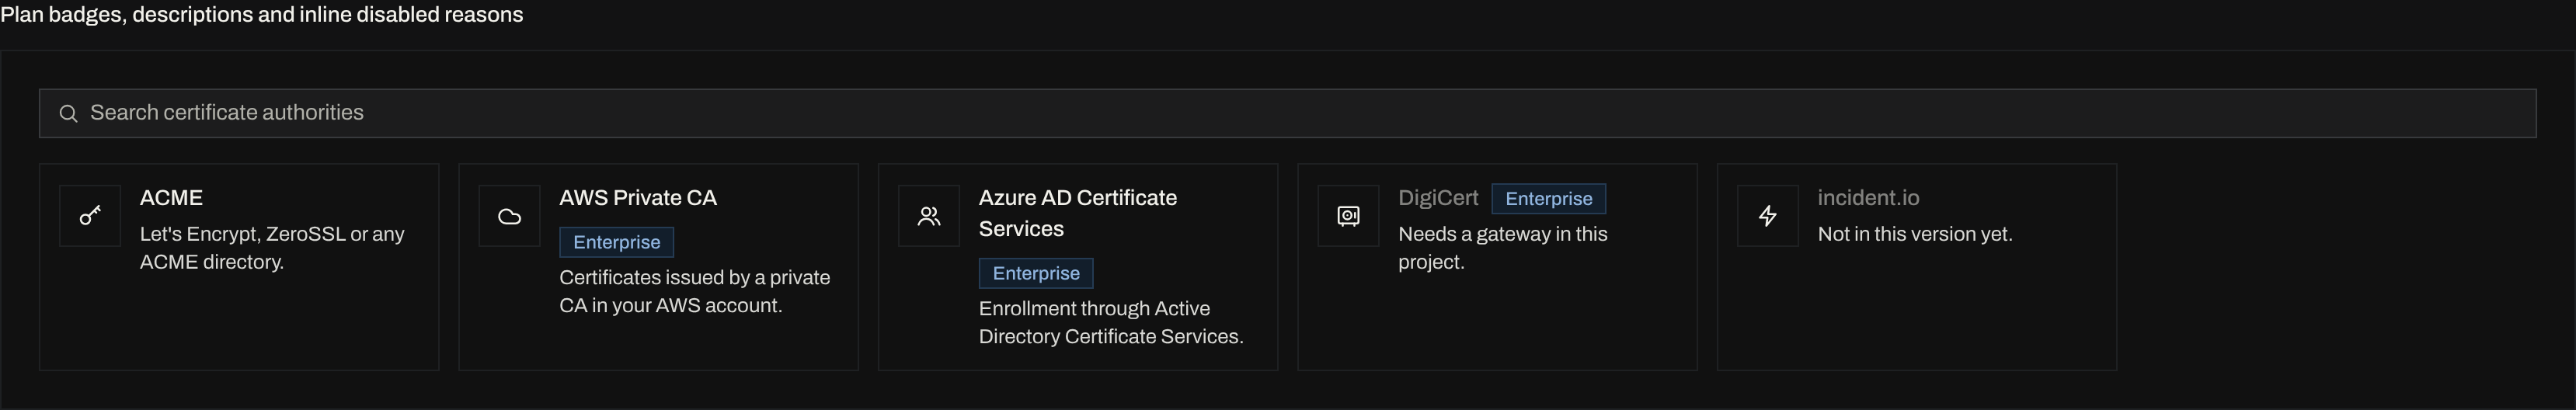 Plan badges, descriptions and inline disabled reasons
Search certificate authorities
ACME
Let's Encrypt, ZeroSSL or any
ACME directory.
AWS Private CA
Enterprise
Certificates issued by a private
CA in your AWS account.
Azure AD Certificate
Services
Enterprise
Enrollment through Active
Directory Certificate Services.
DigiCert Enterprise
Needs a gateway in this
project.
incident.io
Not in this version yet.